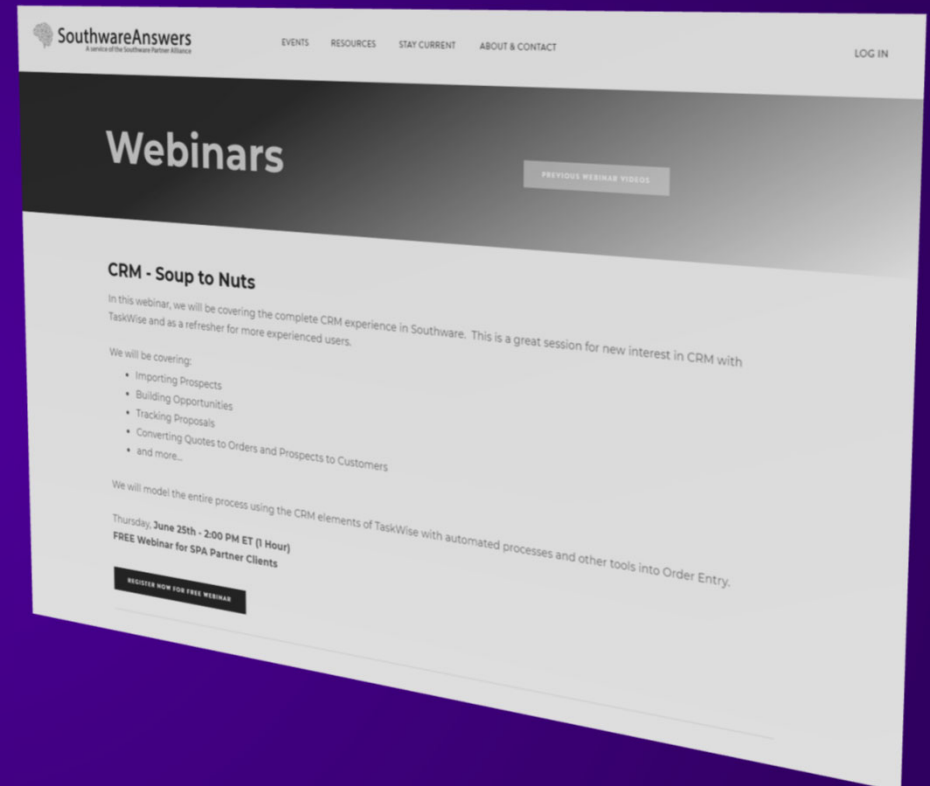 SouthwareAnswers
A service of the Southware Partner Alliance
EVENTS RESOURCES STAY CURRENT ABOUT & CONTACT
LOG IN
Webinars
PREVIOUS WEBINAR VIDEOS
CRM - Soup to Nuts
In this webinar, we will be covering the complete CRM experience in Southware. This is a great session for new interest in CRM with
TaskWise and as a refresher for more experienced users.
We will be covering:
• Importing Prospects
• Building Opportunities
• Tracking Proposals
• Converting Quotes to Orders and Prospects to Customers
• and more...
We will model the entire process using the CRM elements of TaskWise with automated processes and other tools into Order Entry.
Thursday, June 25th - 2:00 PM ET (1 Hour)
FREE Webinar for SPA Partner Clients
REGISTER NOW FOR FREE WEBINAR